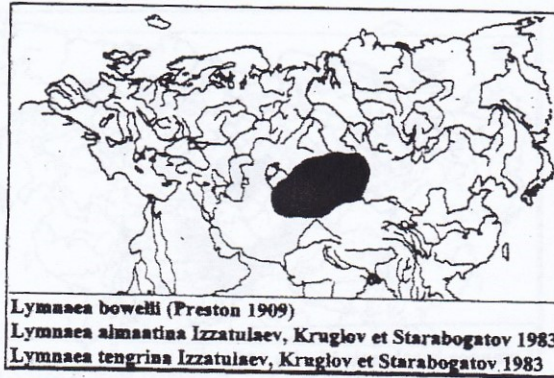 Lymnaea bowelli (Preston 1909)
Lymnaea almaatina Izzatulaev, Kruglov et Starabogatov 1983
Lymnaea tengrina Izzatulaev, Kruglov et Starabogatov 1983